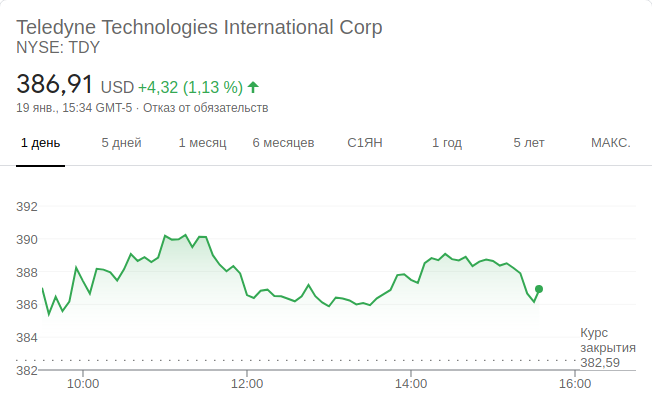 Teledyne Technologies International Corp
NYSE: TDY
386,91 USD +4,32 (1,13 %)
19 янв., 15:34 GMT-5 · Отказ от обязательств
1 день 5 дней 1 месяц 6 месяцев С1ЯН 1 год 5 лет МАКС.
392
390
388
386
384
382
Курс
закрытия
382,59
10:00 12:00 14:00 16:00